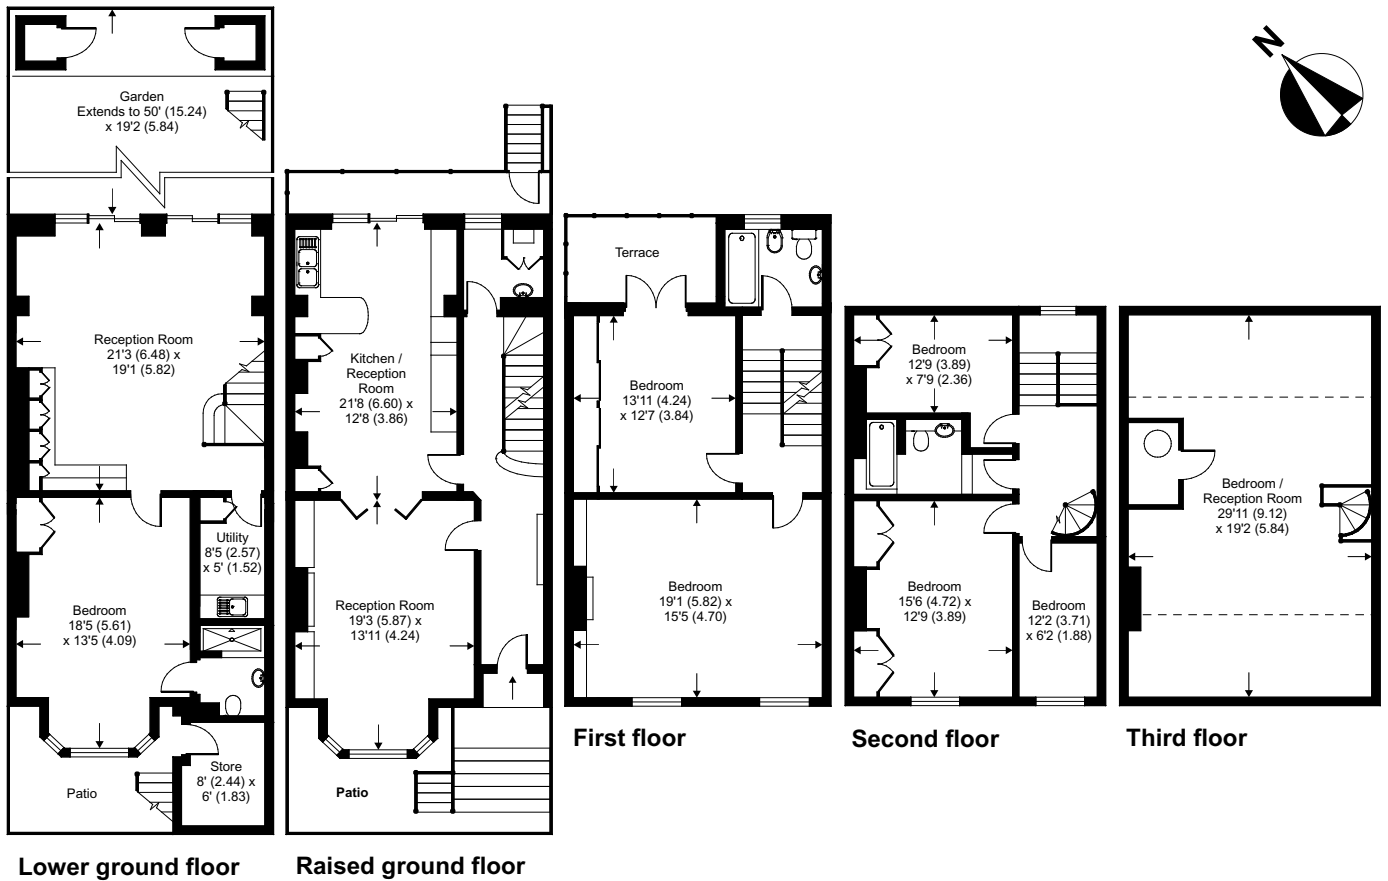 N
Garden
Extends to 50' (15.24)
x 19'2 (5.84)
Reception Room
21'3 (6.48) x
19'1 (5.82)
Bedroom
18'5 (5.61)
x 13'5 (4.09)
Utility
8'5 (2.57)
x 5' (1.52)
Store
8' (2.44) x
6' (1.83)
Patio
Lower ground floor
Kitchen /
Reception
Room
21'8 (6.60) x
12'8 (3.86)
Reception Room
19'3 (5.87) x
13'11 (4.24)
Patio
Raised ground floor
Terrace
Bedroom
13'11 (4.24)
x 12'7 (3.84)
Bedroom
19'1 (5.82) x
15'5 (4.70)
First floor
Bedroom
12'9 (3.89)
x 7'9 (2.36)
Bedroom
15'6 (4.72) x
12'9 (3.89)
Bedroom
12'2 (3.71)
x 6'2 (1.88)
Second floor
Bedroom /
Reception Room
29'11 (9.12)
x 19'2 (5.84)
Third floor